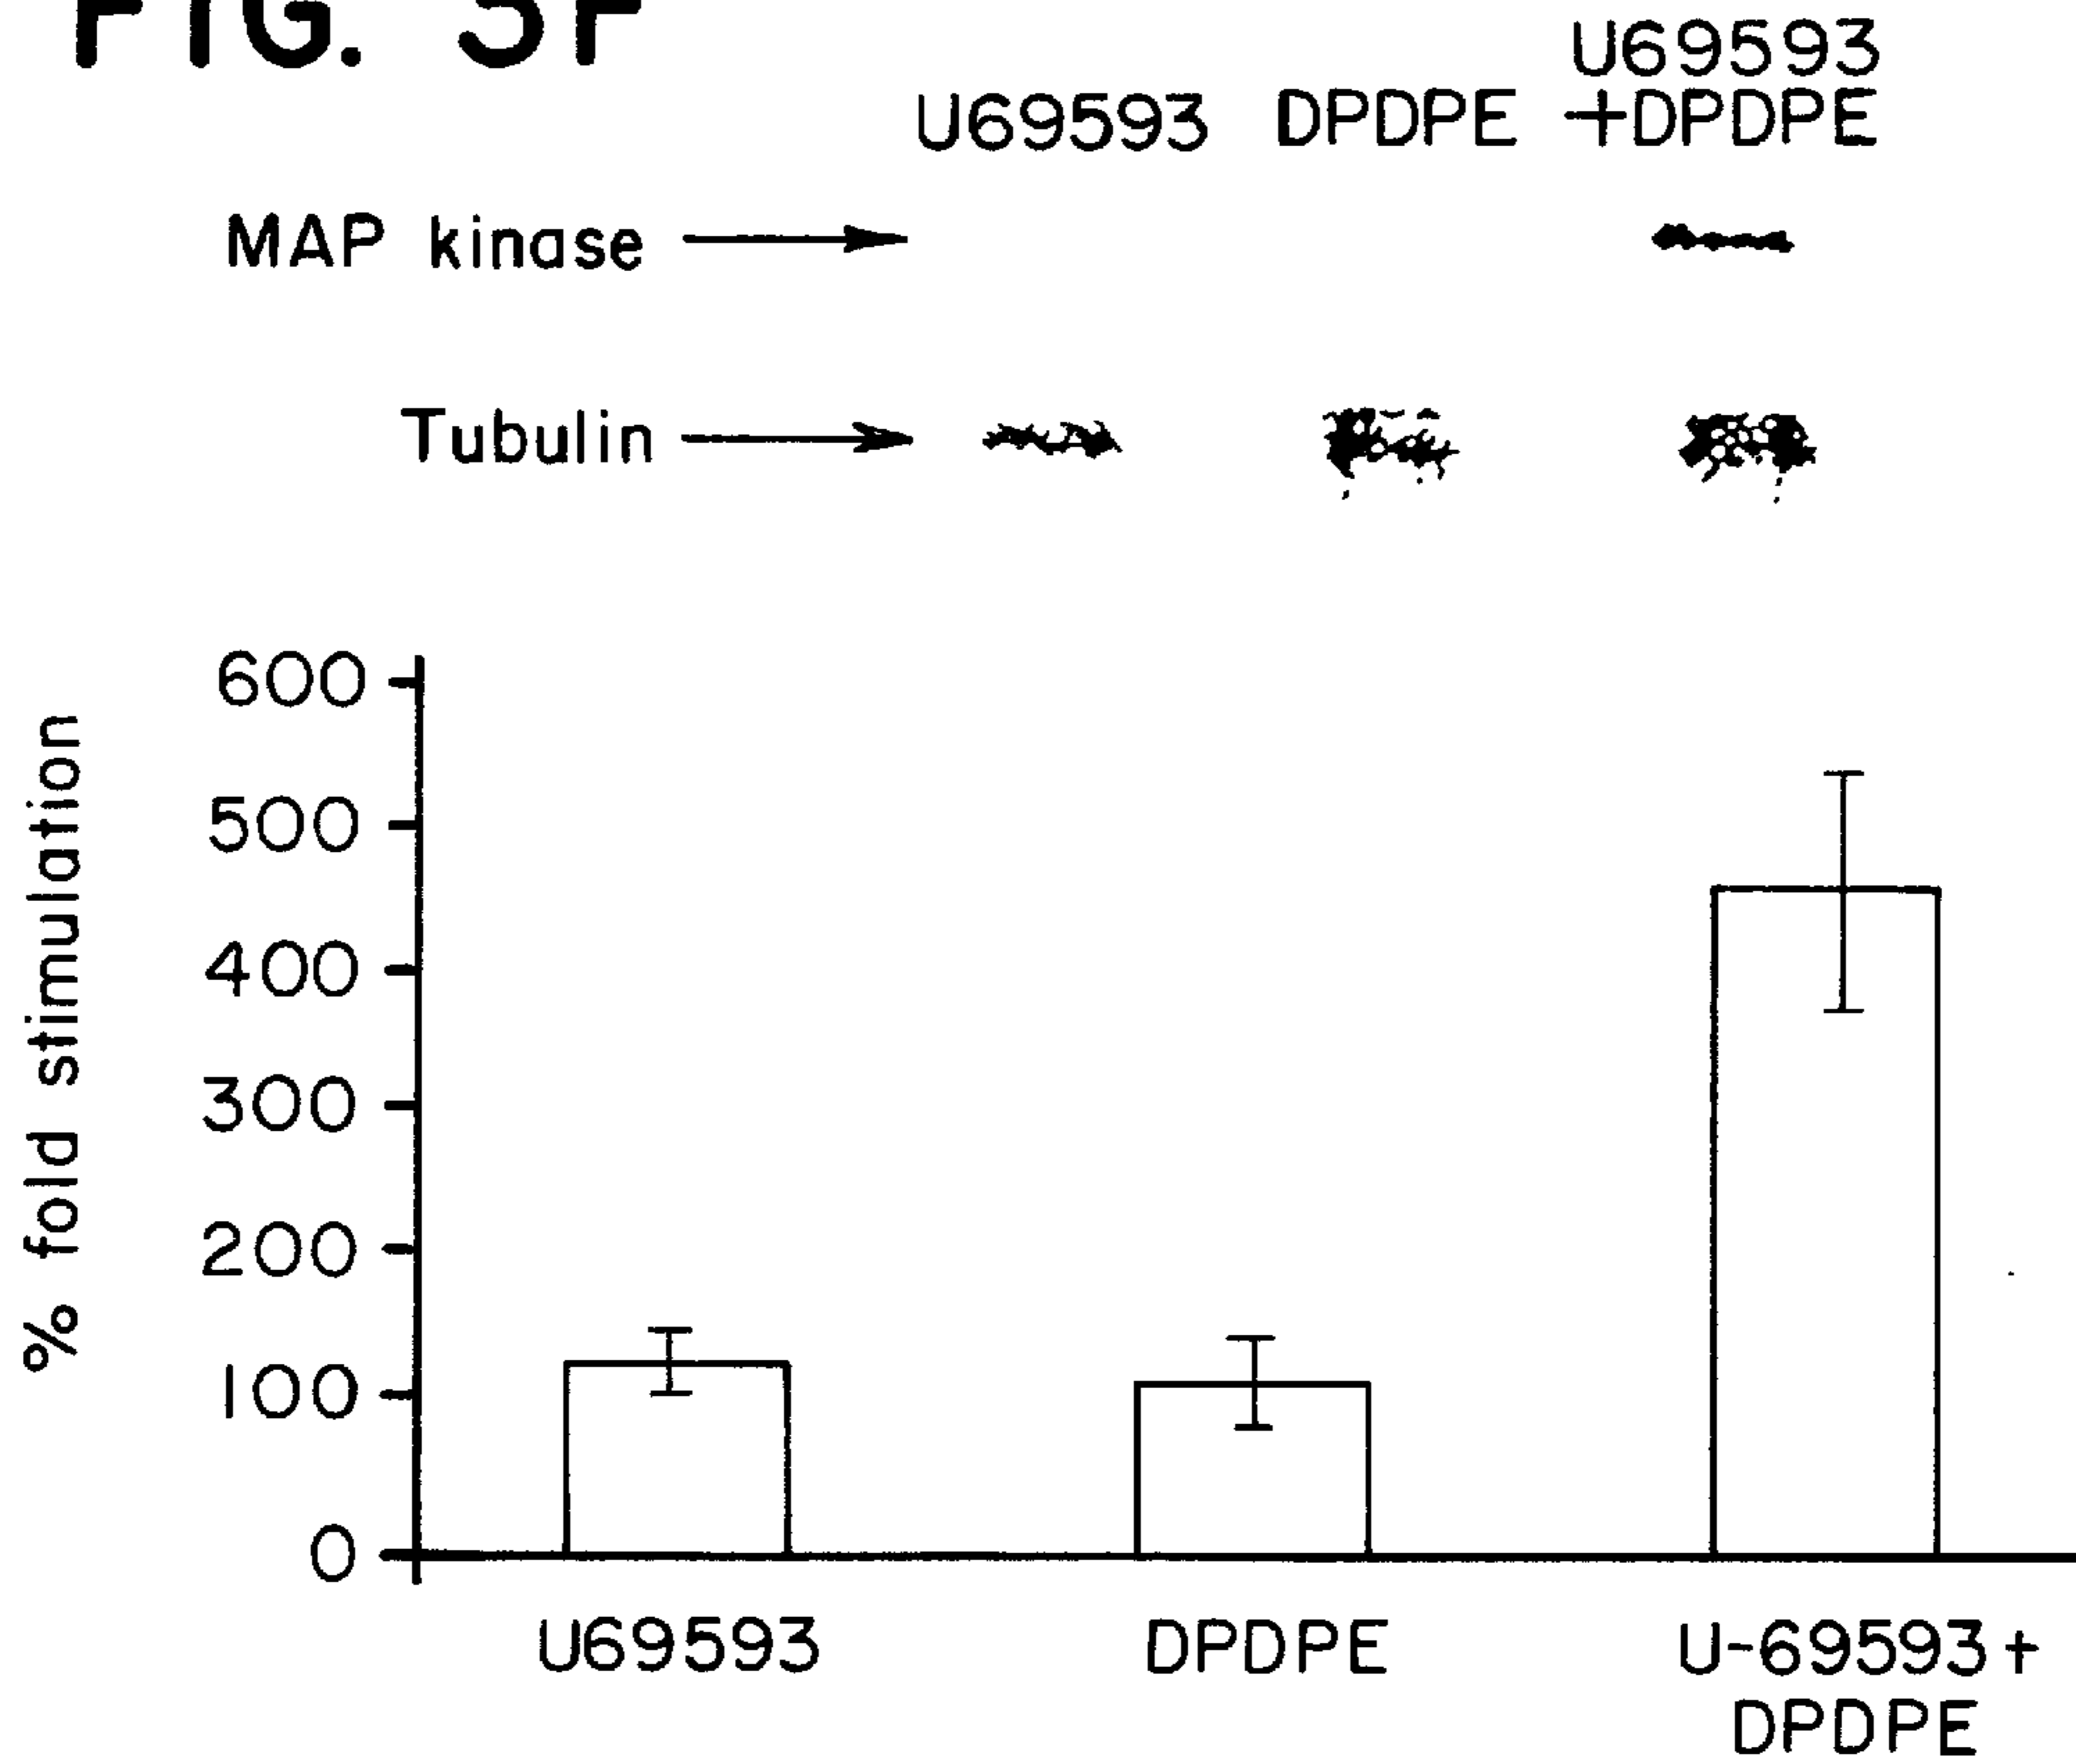 FIG. 5F
U69593
U69593 DPDPE +DPDPE
MAP kinase
Tubulin
600
500
400
300
200
100
0
% fold stimulation
U69593 DPDPE U-69593+
DPDPE